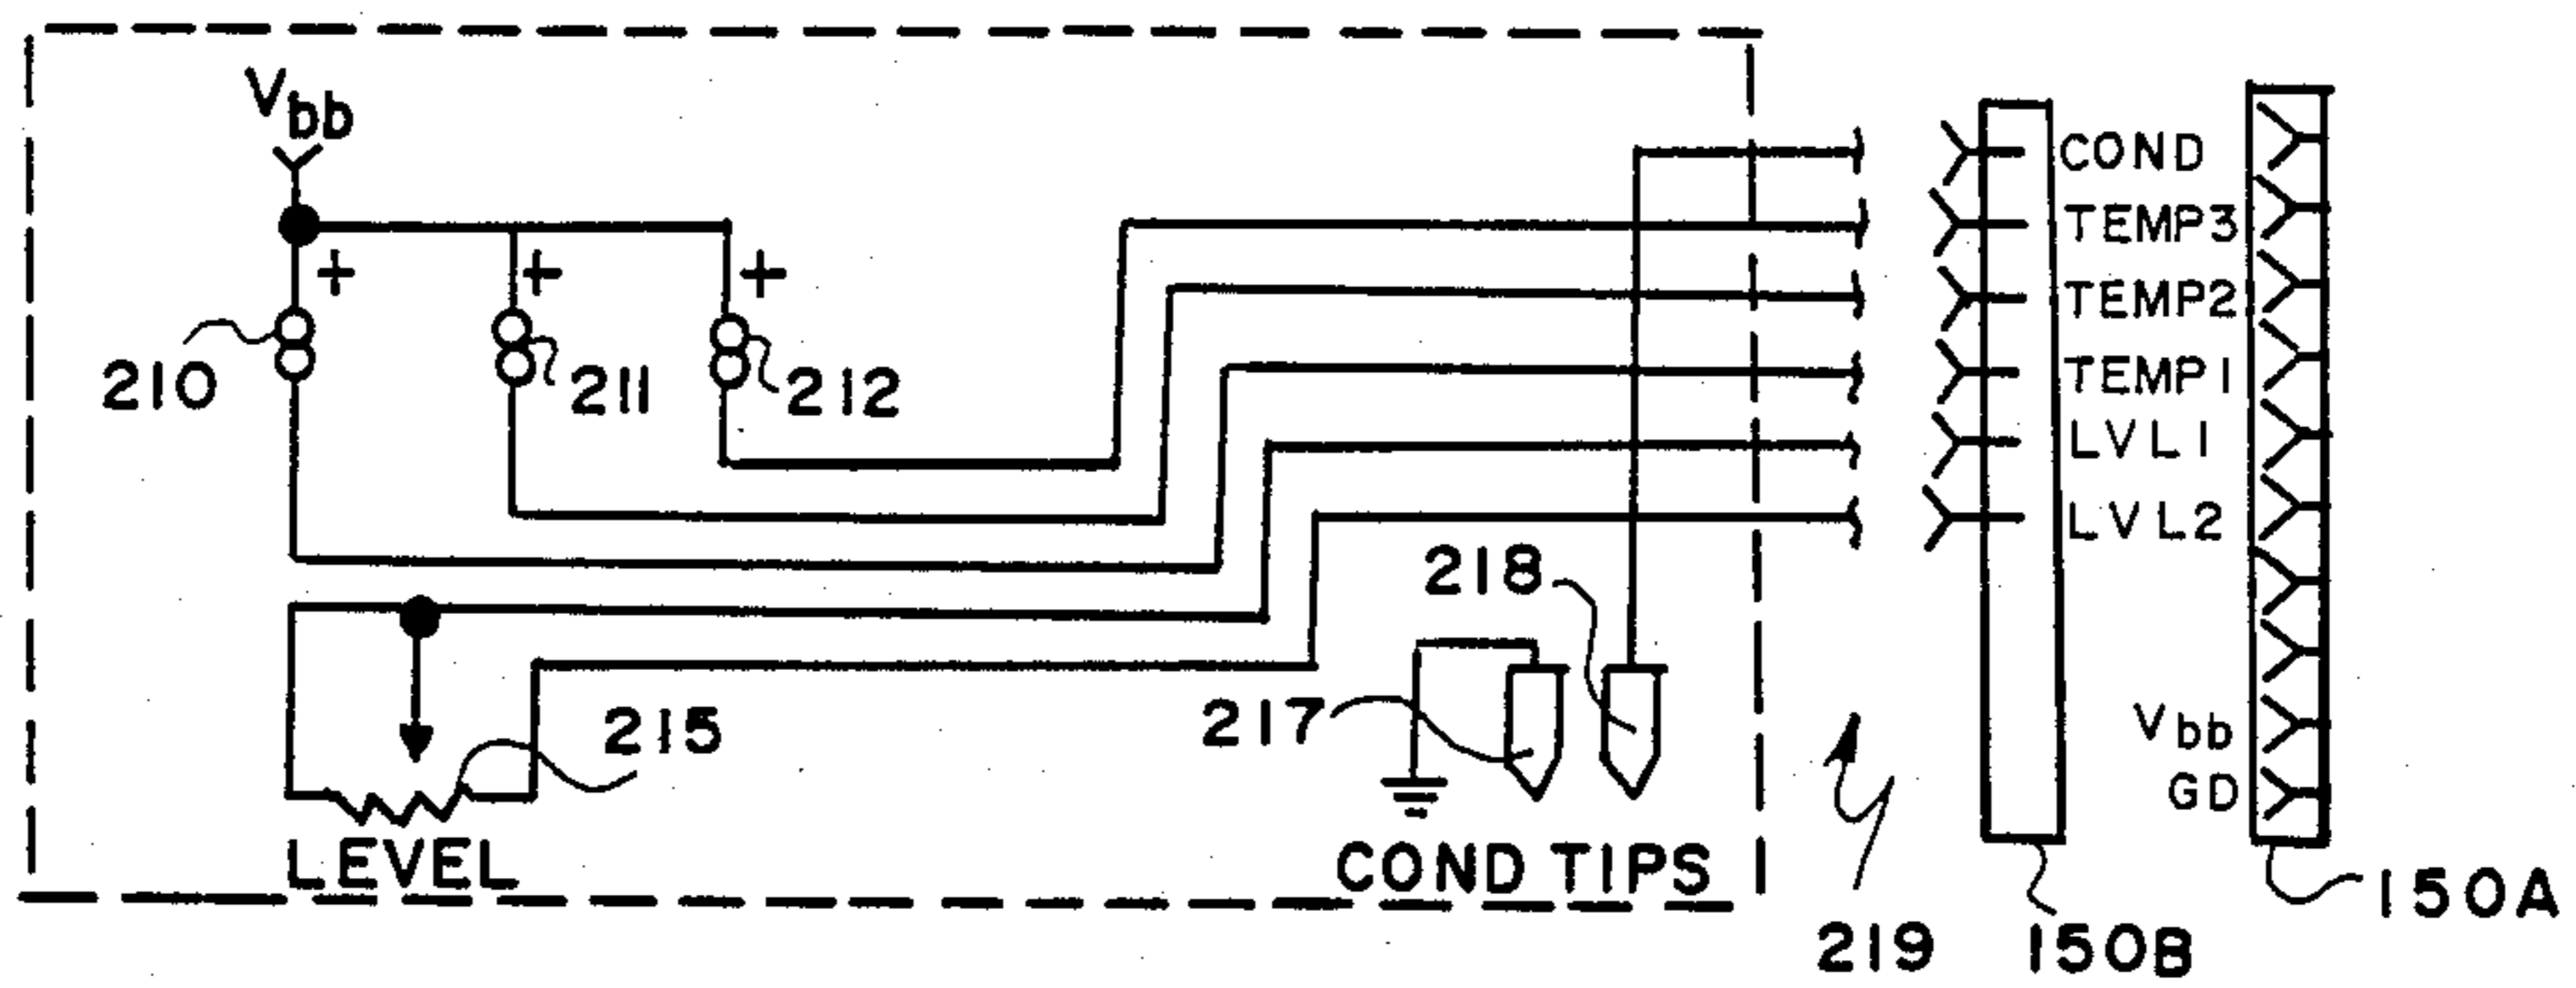 Vbb
+ + +
210
211
212
COND
TEMP3
TEMP2
TEMP1
LVL1
LVL2
Vbb
GD
218
217
215
LEVEL
COND TIPS
219
150B
150A